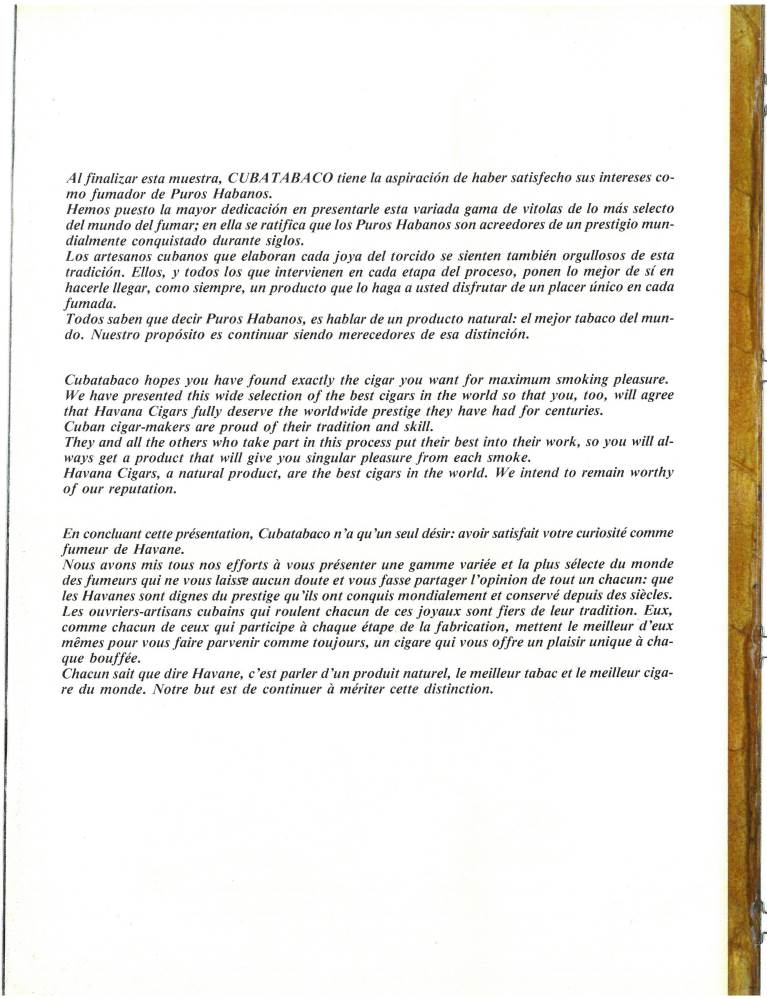 Al finalizar esta muestra, CUBATABACO tiene la aspiración de haber satisfecho sus intereses co-
mo fumador de Puros Habanos.
Hemos puesto la mayor dedicación en presentarle esta variada gama de vitolas de lo más selecto
del mundo del fumar; en ella se ratifica que los Puros Habanos son acreedores de un prestigio mun-
dialmente conquistado durante siglos.
Los artesanos cubanos que elaboran cada joya del torcido se sienten también orgullosos de esta
tradición. Ellos, y todos los que intervienen en cada etapa del proceso, ponen lo mejor de sí en
hacerle llegar, como siempre, un producto que lo haga a usted disfrutar de un placer único en cada
fumada.
Todos saben que decir Puros Habanos, es hablar de un producto natural: el mejor tabaco del mun-
do. Nuestro propósito es continuar siendo merecedores de esa distinción.
Cubatabaco hopes you have found exactly the cigar you want for maximum smoking pleasure.
We have presented this wide selection of the best cigars in the world so that you, too, will agree
that Havana Cigars fully deserve the worldwide prestige they have had for centuries.
Cuban cigar-makers are proud of their tradition and skill.
They and all the others who take part in this process put their best into their work, so you will al-
ways get a product that will give you singular pleasure from each smoke.
Havana Cigars, a natural product, are the best cigars in the world. We intend to remain worthy
of our reputation.
En concluant cette présentation, Cubatabaco n'a qu'un seul désir: avoir satisfait votre curiosité comme
fumeur de Havane.
Nous avons mis tous nos efforts à vous présenter une gamme variée et la plus sélecte du monde
des fumeurs qui ne vous laisse aucun doute et vous fasse partager l'opinion de tout un chacun: que
les Havanes sont dignes du prestige qu'ils ont conquis mondialement et conservé depuis des siècles.
Les ouvriers-artisans cubains qui roulent chacun de ces joyaux sont fiers de leur tradition. Eux,
comme chacun de ceux qui participe à chaque étape de la fabrication, mettent le meilleur d'eux
mêmes pour vous faire parvenir comme toujours, un cigare qui vous offre un plaisir unique à cha-
que bouffée.
Chacun sait que dire Havane, c'est parler d'un produit naturel, le meilleur tabac et le meilleur ciga-
re du monde. Notre but est de continuer à mériter cette distinction.